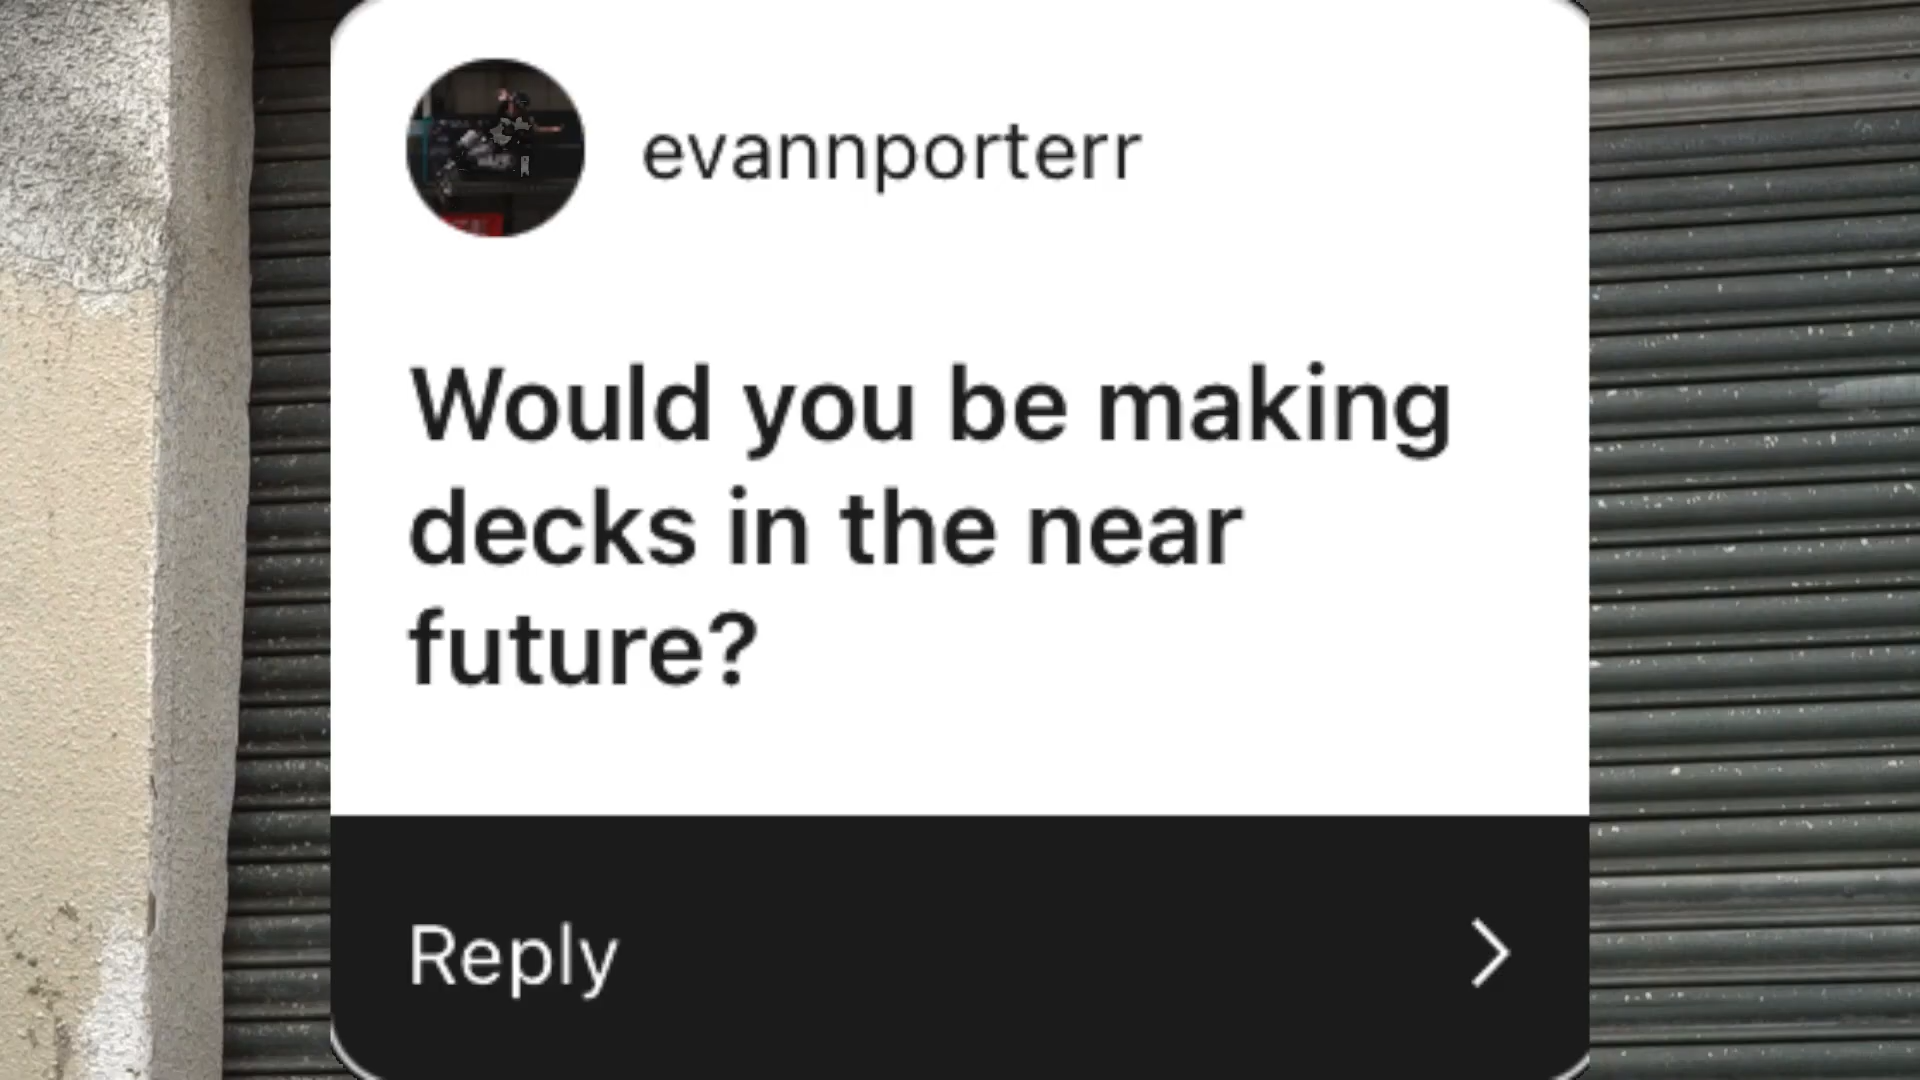 evannporterr
Would you be making
decks in the near
future?
Reply